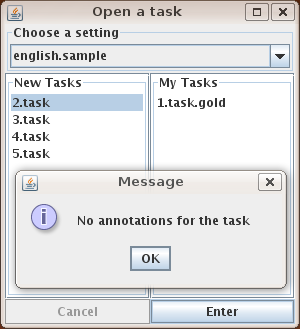 Open a task
Choose a setting
english.sample
New Tasks
2.task
3.task
4.task
5.task
My Tasks
1.task.gold
Message
No annotations for the task
OK
Cancel
Enter